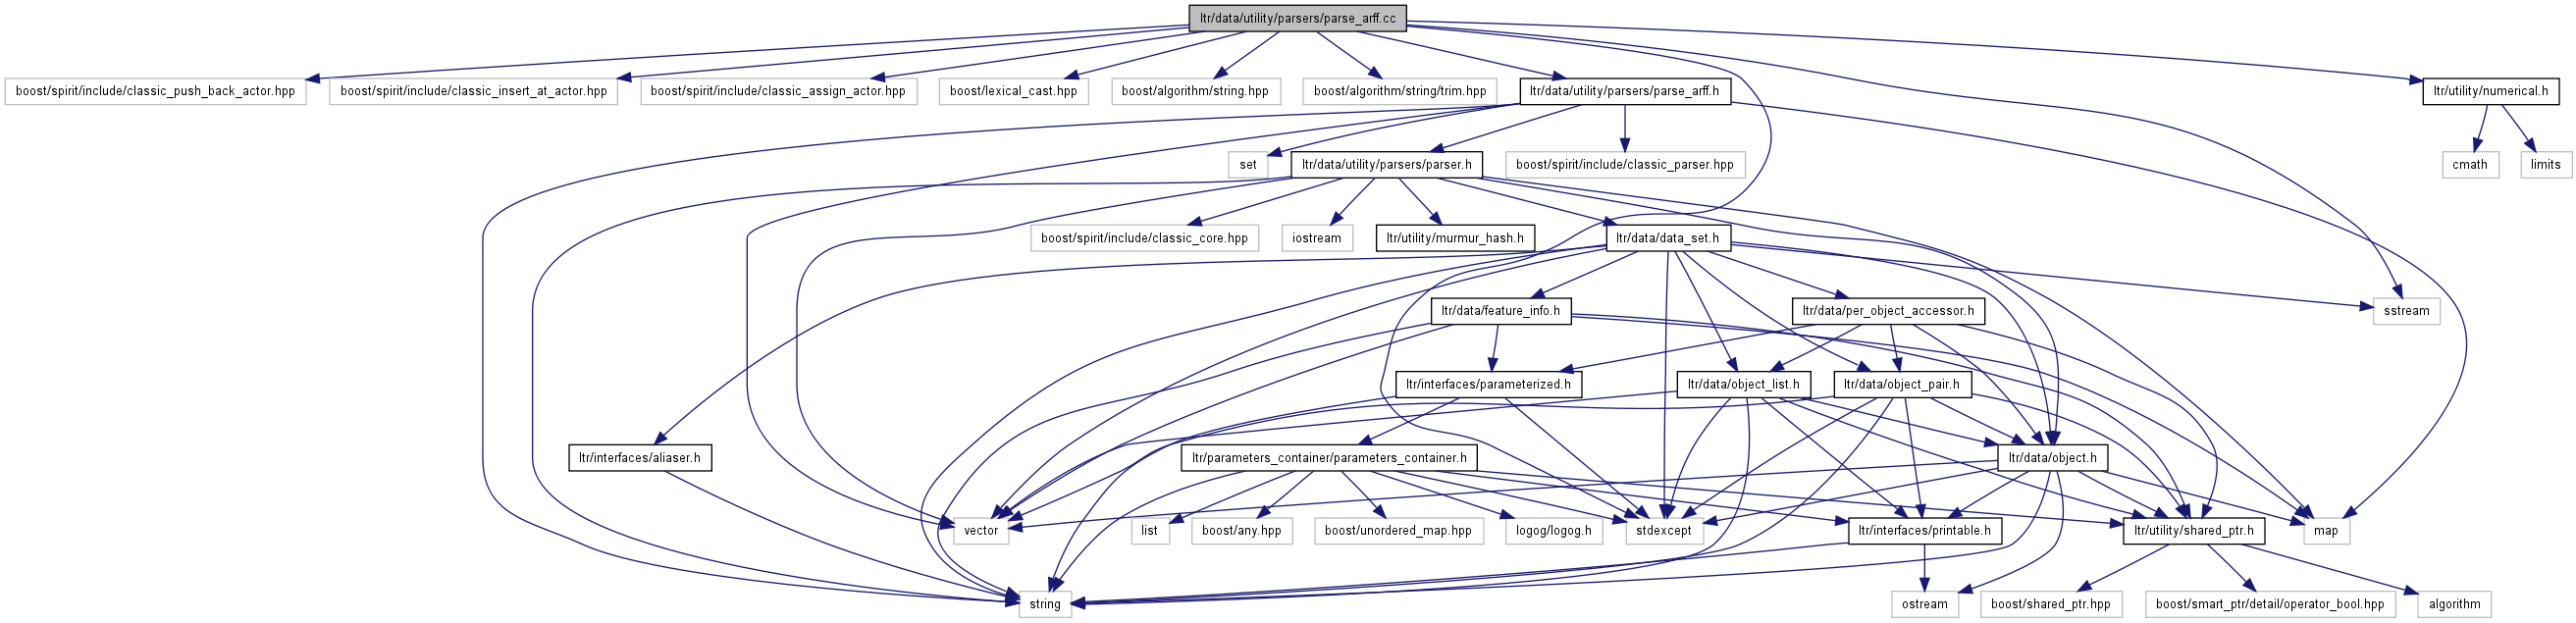 ltr/data/utility/parsers/parse_arff.cc
boost/spirit/include/classic_push_back_actor.hpp
boost/spirit/include/classic_insert_at_actor.hpp
boost/spirit/include/classic_assign_actor.hpp
boost/lexical_cast.hpp
boost/algorithm/string.hpp
boost/algorithm/string/trim.hpp
ltr/data/utility/parsers/parse_arff.h
ltr/utility/numerical.h
set
ltr/data/utility/parsers/parser.h
boost/spirit/include/classic_parser.hpp
cmath
limits
boost/spirit/include/classic_core.hpp
iostream
ltr/utility/murmur_hash.h
ltr/data/data_set.h
ltr/data/feature_info.h
ltr/data/per_object_accessor.h
sstream
ltr/interfaces/parameterized.h
ltr/data/object_list.h
ltr/data/object_pair.h
ltr/interfaces/aliaser.h
ltr/parameters_container/parameters_container.h
ltr/data/object.h
vector
list
boost/any.hpp
boost/unordered_map.hpp
logog/logog.h
stdexcept
ltr/interfaces/printable.h
ltr/utility/shared_ptr.h
map
string
ostream
boost/shared_ptr.hpp
boost/smart_ptr/detail/operator_bool.hpp
algorithm